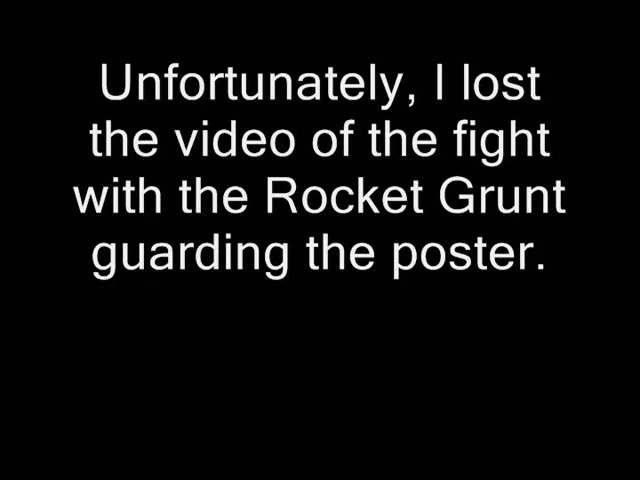 Unfortunately, I lost
the video of the fight
with the Rocket Grunt
guarding the poster.